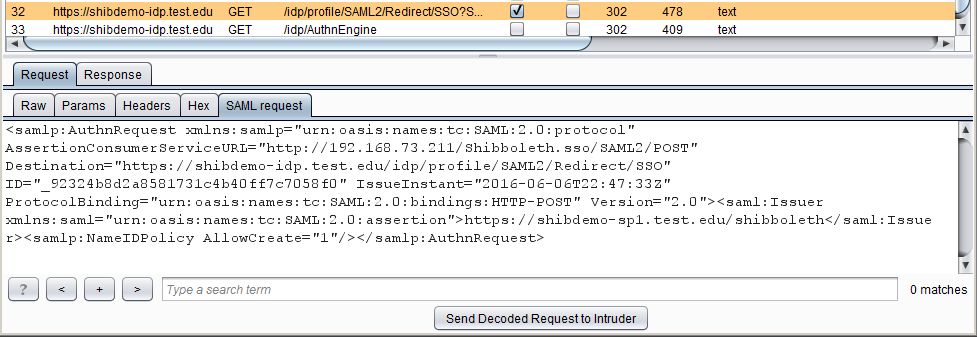 32 https://shibdemo-idp.test.edu GET /idp/profile/SAML2/Redirect/SSO?S... 302 478 text
33 https://shibdemo-idp.test.edu GET /idp/AuthnEngine 302 409 text
Request Response
Raw Params Headers Hex SAML request
<samlp:AuthnRequest xmlns:samlp="urn:oasis:names:tc:SAML:2.0:protocol"
AssertionConsumerServiceURL="http://192.168.73.211/Shibboleth.sso/SAML2/POST"
Destination="https://shibdemo-idp.test.edu/idp/profile/SAML2/Redirect/SSO"
ID="_92324b8d2a8581731c4b40ff7c7058f0" IssueInstant="2016-06-06T22:47:33Z"
ProtocolBinding="urn:oasis:names:tc:SAML:2.0:bindings:HTTP-POST" Version="2.0"><saml:Issuer
xmlns:saml="urn:oasis:names:tc:SAML:2.0:assertion">https://shibdemo-sp1.test.edu/shibboleth</saml:Issue
r><samlp:NameIDPolicy AllowCreate="1"/></samlp:AuthnRequest>
? < + > Type a search term 0 matches
Send Decoded Request to Intruder